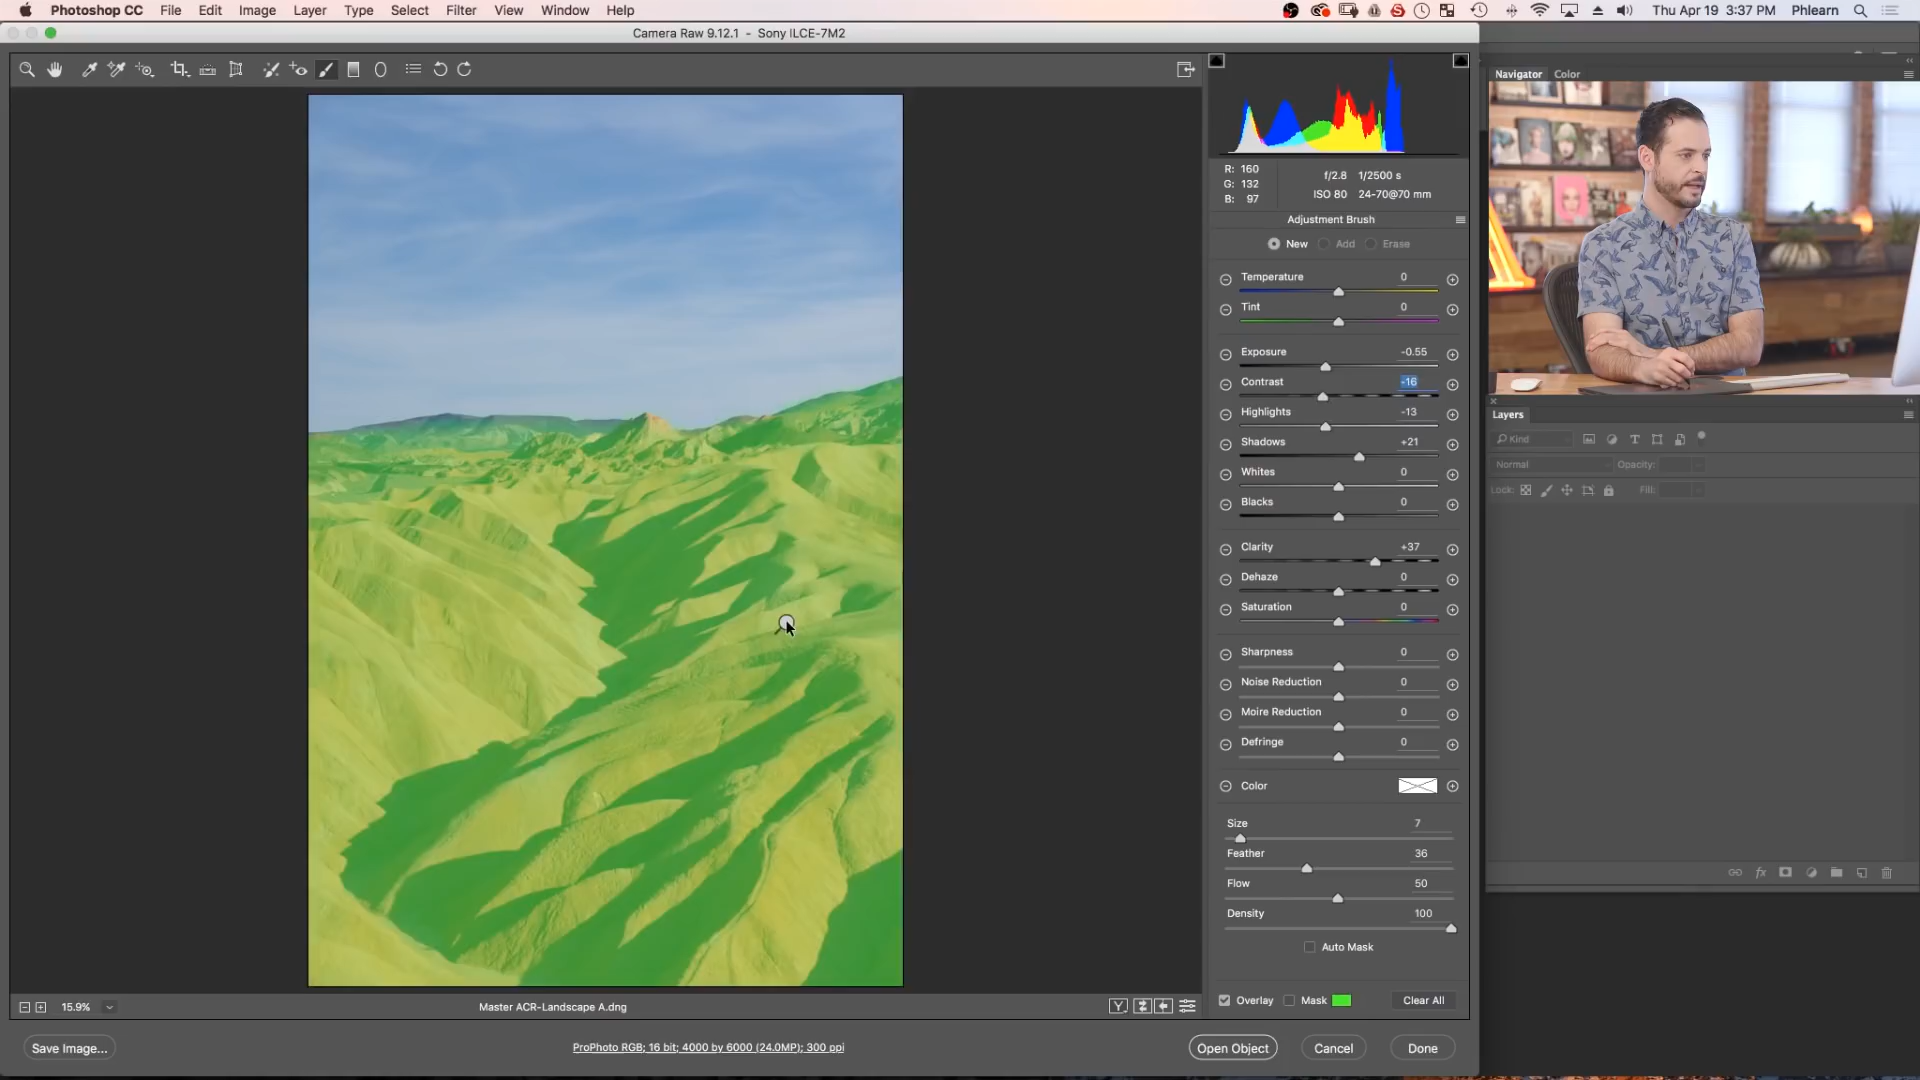 Photoshop CC File Edit Image Layer Type Select Filter View Window Help Thu Apr 19 3:37 PM Phlearn
Camera Raw 9.12.1 - Sony ILCE-7M2
Navigator Color
R: 160
G: 132
B: 97
f/2.8 1/2500 s
ISO 80 24-70@70 mm
Adjustment Brush
New Add Erase
Temperature 0
Tint 0
Exposure -0.55
Contrast -16
Highlights -13
Shadows +21
Whites 0
Blacks 0
Clarity +37
Dehaze 0
Saturation 0
Sharpness 0
Noise Reduction 0
Moire Reduction 0
Defringe 0
Color
Size 7
Feather 36
Flow 50
Density 100
Auto Mask
Overlay Mask Clear All
Layers
Kind
Normal Opacity:
Lock: Fill:
15.9% Master ACR-Landscape A.dng
Save Image... ProPhoto RGB; 16 bit; 4000 by 6000 (24.0MP); 300 ppi Open Object Cancel Done